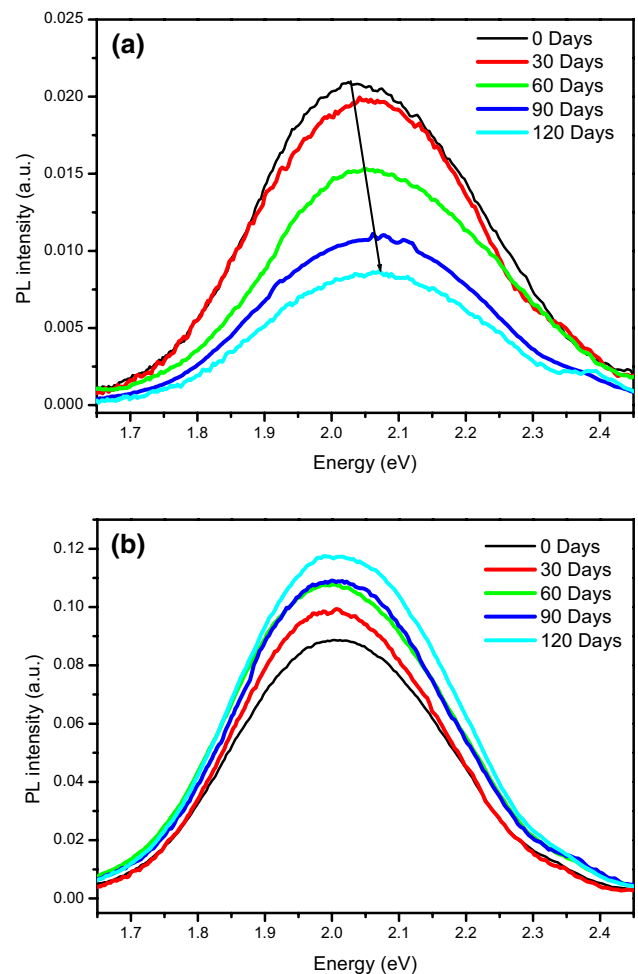 (a)
0 Days
30 Days
60 Days
90 Days
120 Days
PL intensity (a.u.)
0.025
0.020
0.015
0.010
0.005
0.000
1.7 1.8 1.9 2.0 2.1 2.2 2.3 2.4
Energy (eV)
(b)
0 Days
30 Days
60 Days
90 Days
120 Days
PL intensity (a.u.)
0.12
0.10
0.08
0.06
0.04
0.02
0.00
1.7 1.8 1.9 2.0 2.1 2.2 2.3 2.4
Energy (eV)